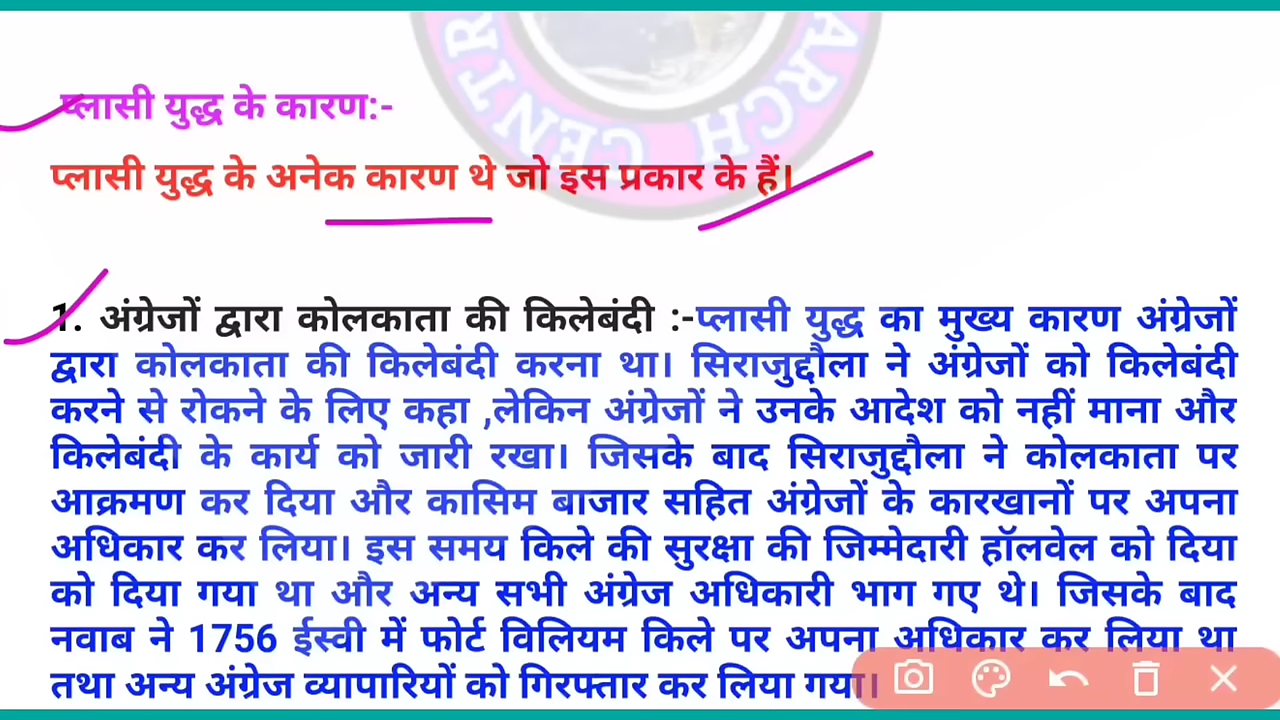 CENTR
ARCH
प्लासी युद्ध के कारण:-
प्लासी युद्ध के अनेक कारण थे जो इस प्रकार के हैं।
1. अंग्रेजों द्वारा कोलकाता की किलेबंदी :-प्लासी युद्ध का मुख्य कारण अंग्रेजों
द्वारा कोलकाता की किलेबंदी करना था। सिराजुद्दौला ने अंग्रेजों को किलेबंदी
करने से रोकने के लिए कहा ,लेकिन अंग्रेजों ने उनके आदेश को नहीं माना और
किलेबंदी के कार्य को जारी रखा। जिसके बाद सिराजुद्दौला ने कोलकाता पर
आक्रमण कर दिया और कासिम बाजार सहित अंग्रेजों के कारखानों पर अपना
अधिकार कर लिया। इस समय किले की सुरक्षा की जिम्मेदारी हॉलवेल को दिया
को दिया गया था और अन्य सभी अंग्रेज अधिकारी भाग गए थे। जिसके बाद
नवाब ने 1756 ईस्वी में फोर्ट विलियम किले पर अपना अधिकार कर लिया था
तथा अन्य अंग्रेज व्यापारियों को गिरफ्तार कर लिया गया।